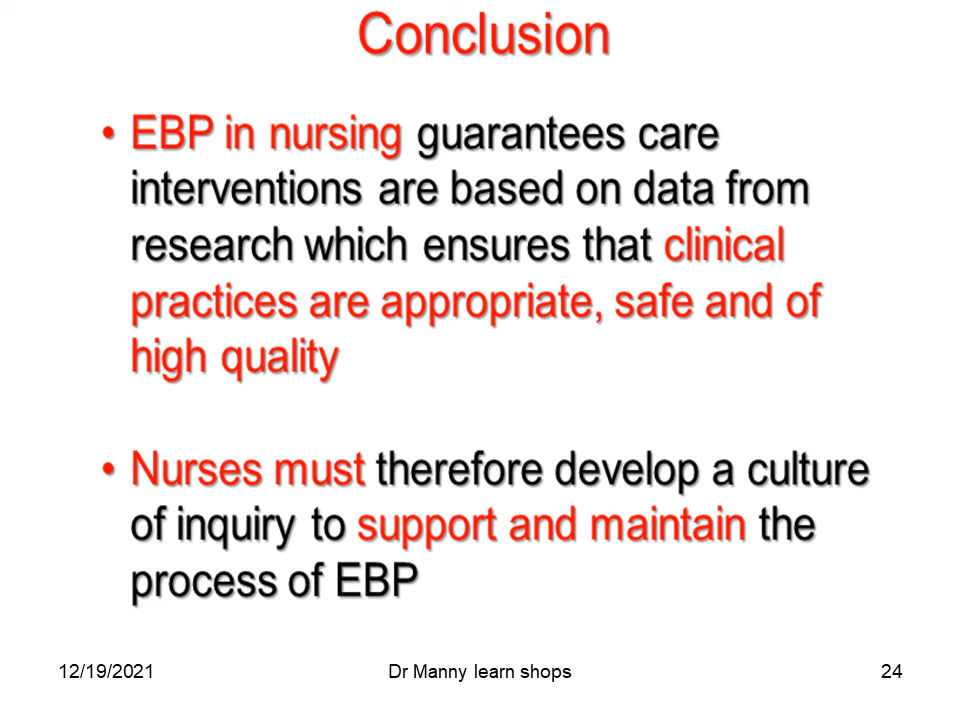 Conclusion
• EBP in nursing guarantees care
interventions are based on data from
research which ensures that clinical
practices are appropriate, safe and of
high quality
• Nurses must therefore develop a culture
of inquiry to support and maintain the
process of EBP
12/19/2021 Dr Manny learn shops 24